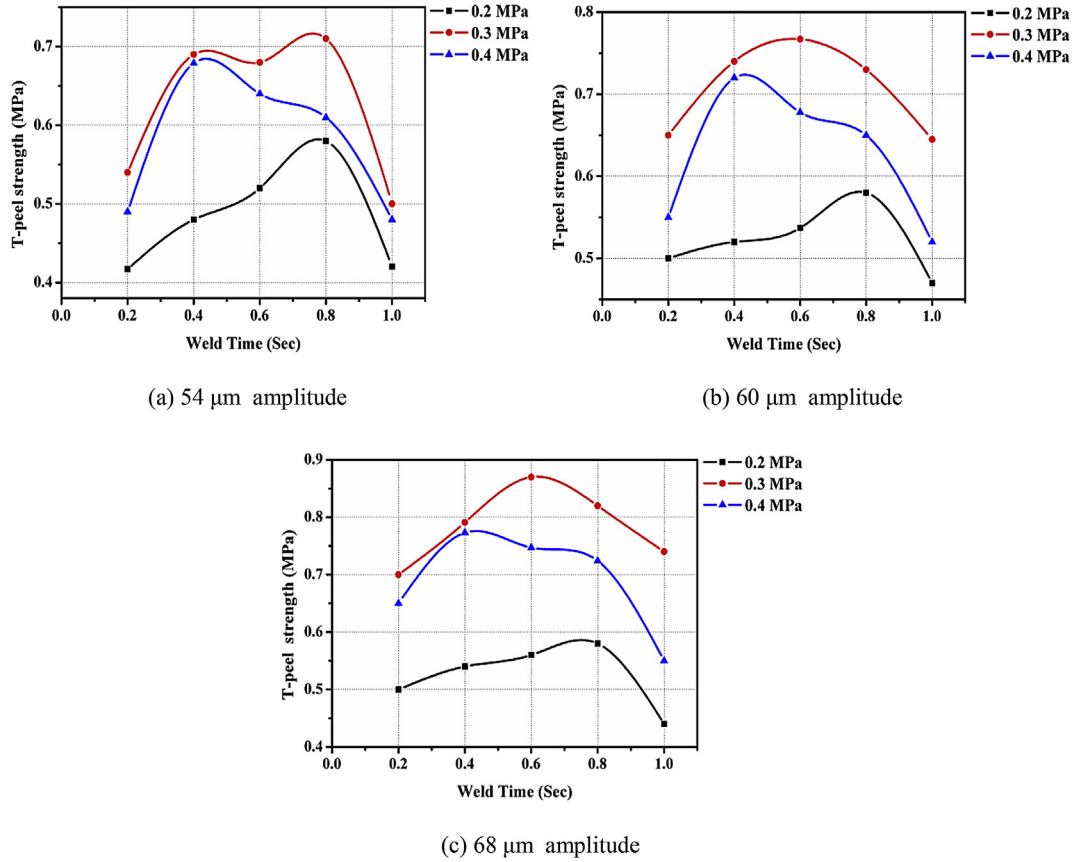 0.2 MPa
0.3 MPa
0.4 MPa
T-peel strength (MPa)
0.7
0.6
0.5
0.4
0.0 0.2 0.4 0.6 0.8 1.0
Weld Time (Sec)
(a) 54 μm amplitude
0.2 MPa
0.3 MPa
0.4 MPa
T-peel strength (MPa)
0.8
0.7
0.6
0.5
0.0 0.2 0.4 0.6 0.8 1.0
Weld Time (Sec)
(b) 60 μm amplitude
0.2 MPa
0.3 MPa
0.4 MPa
T-peel strength (MPa)
0.9
0.8
0.7
0.6
0.5
0.4
0.0 0.2 0.4 0.6 0.8 1.0
Weld Time (Sec)
(c) 68 μm amplitude